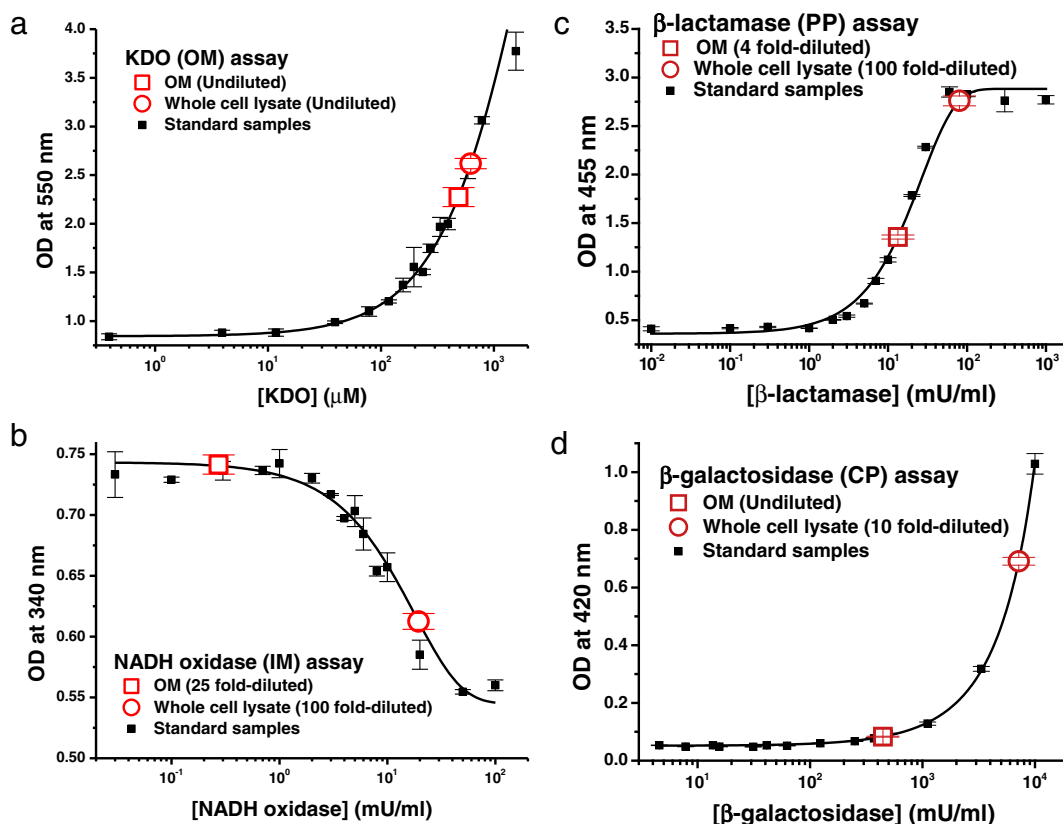 a
KDO (OM) assay
OM (Undiluted)
Whole cell lysate (Undiluted)
Standard samples
OD at 550 nm
4.0
3.5
3.0
2.5
2.0
1.5
1.0
10⁰
10¹
10²
10³
[KDO] (μM)
b
NADH oxidase (IM) assay
OM (25 fold-diluted)
Whole cell lysate (100 fold-diluted)
Standard samples
OD at 340 nm
0.75
0.70
0.65
0.60
0.55
0.50
10⁻¹
10⁰
10¹
10²
[NADH oxidase] (mU/ml)
c
β-lactamase (PP) assay
OM (4 fold-diluted)
Whole cell lysate (100 fold-diluted)
Standard samples
OD at 455 nm
3.5
3.0
2.5
2.0
1.5
1.0
0.5
0.0
10⁻²
10⁻¹
10⁰
10¹
10²
10³
[β-lactamase] (mU/ml)
d
β-galactosidase (CP) assay
OM (Undiluted)
Whole cell lysate (10 fold-diluted)
Standard samples
OD at 420 nm
1.0
0.8
0.6
0.4
0.2
0.0
10¹
10²
10³
10⁴
[β-galactosidase] (mU/ml)